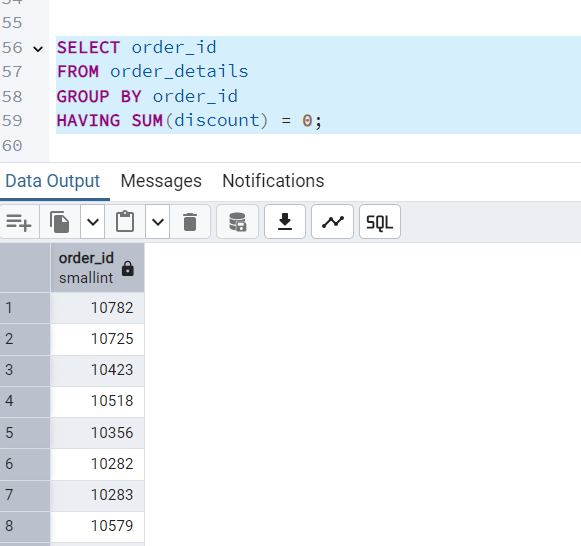 55
56 SELECT order_id
57 FROM order_details
58 GROUP BY order_id
59 HAVING SUM(discount) = 0;
60
Data Output Messages Notifications
SQL
order_id
smallint
1 10782
2 10725
3 10423
4 10518
5 10356
6 10282
7 10283
8 10579